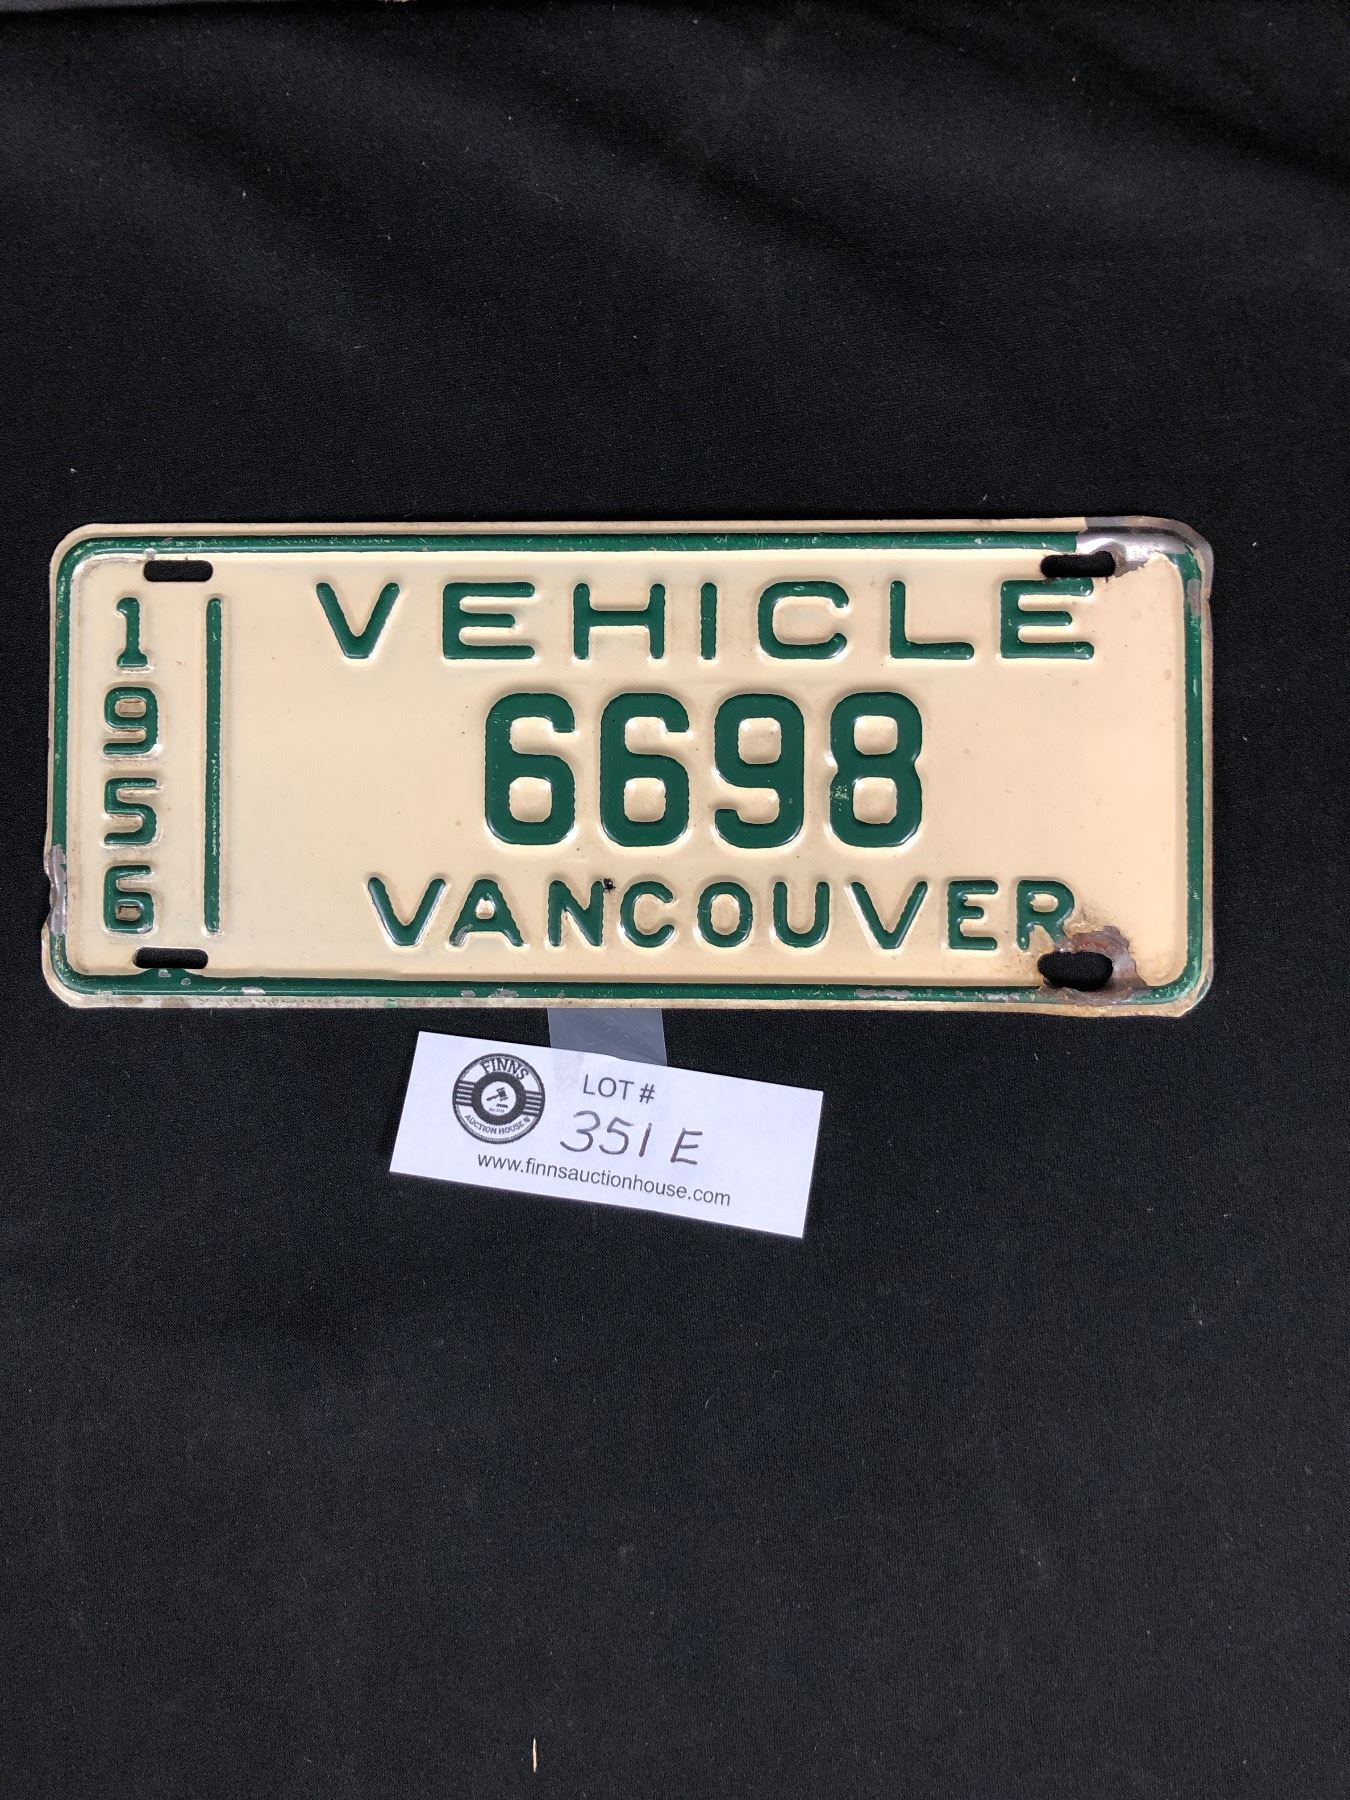 1956
VEHICLE
6698
VANCOUVER
FINNS
AUCTION HOUSE
LOT #
351 E
www.finnsauctionhouse.com